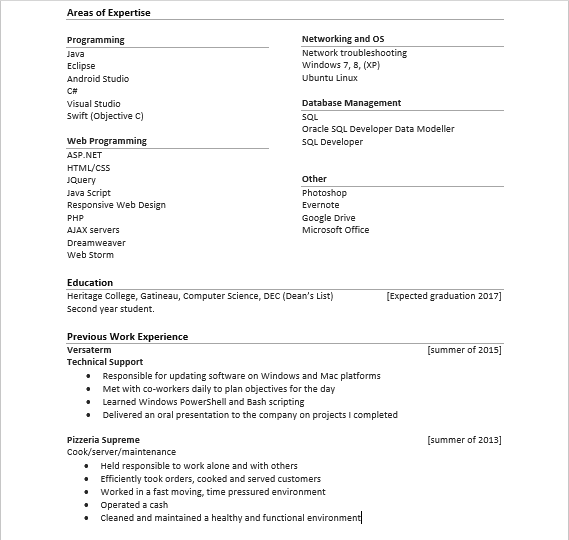 Areas of Expertise
Programming
Java
Eclipse
Android Studio
C#
Visual Studio
Swift (Objective C)
Web Programming
ASP.NET
HTML/CSS
JQuery
Java Script
Responsive Web Design
PHP
AJAX servers
Dreamweaver
Web Storm
Networking and OS
Network troubleshooting
Windows 7, 8, (XP)
Ubuntu Linux
Database Management
SQL
Oracle SQL Developer Data Modeller
SQL Developer
Other
Photoshop
Evernote
Google Drive
Microsoft Office
Education
Heritage College, Gatineau, Computer Science, DEC (Dean's List) [Expected graduation 2017]
Second year student.
Previous Work Experience
Versaterm [summer of 2015]
Technical Support
• Responsible for updating software on Windows and Mac platforms
• Met with co-workers daily to plan objectives for the day
• Learned Windows PowerShell and Bash scripting
• Delivered an oral presentation to the company on projects I completed
Pizzeria Supreme [summer of 2013]
Cook/server/maintenance
• Held responsible to work alone and with others
• Efficiently took orders, cooked and served customers
• Worked in a fast moving, time pressured environment
• Operated a cash
• Cleaned and maintained a healthy and functional environment